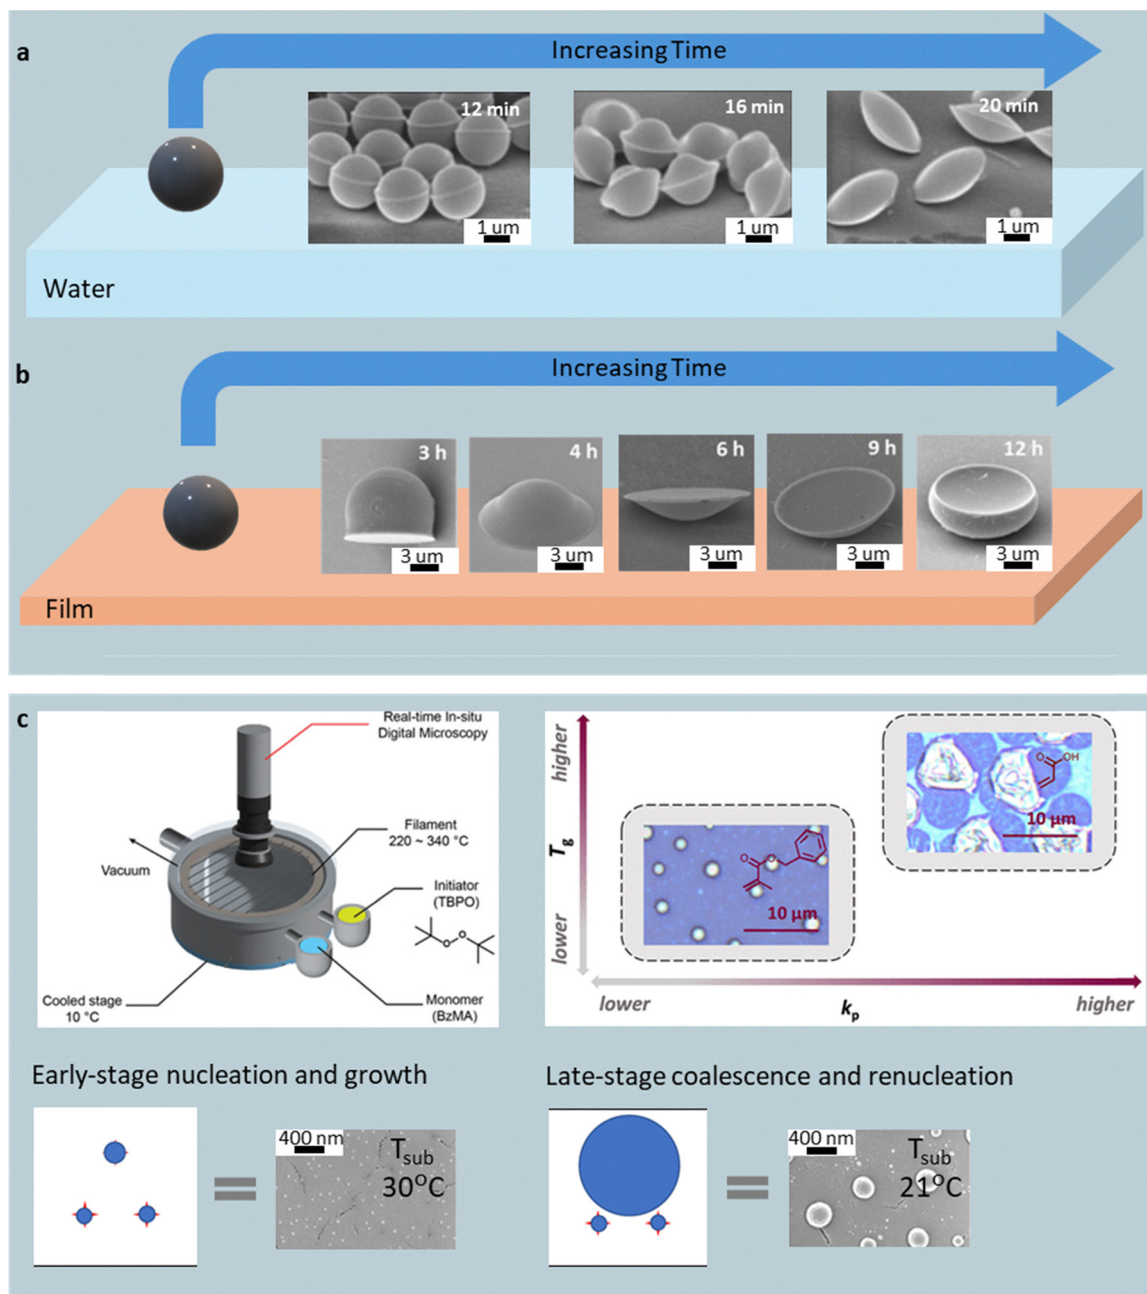 a
Increasing Time
12 min
16 min
20 min
1 um
1 um
1 um
Water
b
Increasing Time
3 h
4 h
6 h
9 h
12 h
3 um
3 um
3 um
3 um
3 um
Film
c
Real-time In-situ
Digital Microscopy
Filament
220 ~ 340 °C
Vacuum
Initiator
(TBPO)
O
O
Cooled stage
10 °C
Monomer
(BzMA)
higher
Tg
lower
O
O
10 μm
O
OH
10 μm
lower
kp
higher
Early-stage nucleation and growth
Late-stage coalescence and renucleation
400 nm
Tsub
30°C
400 nm
Tsub
21°C